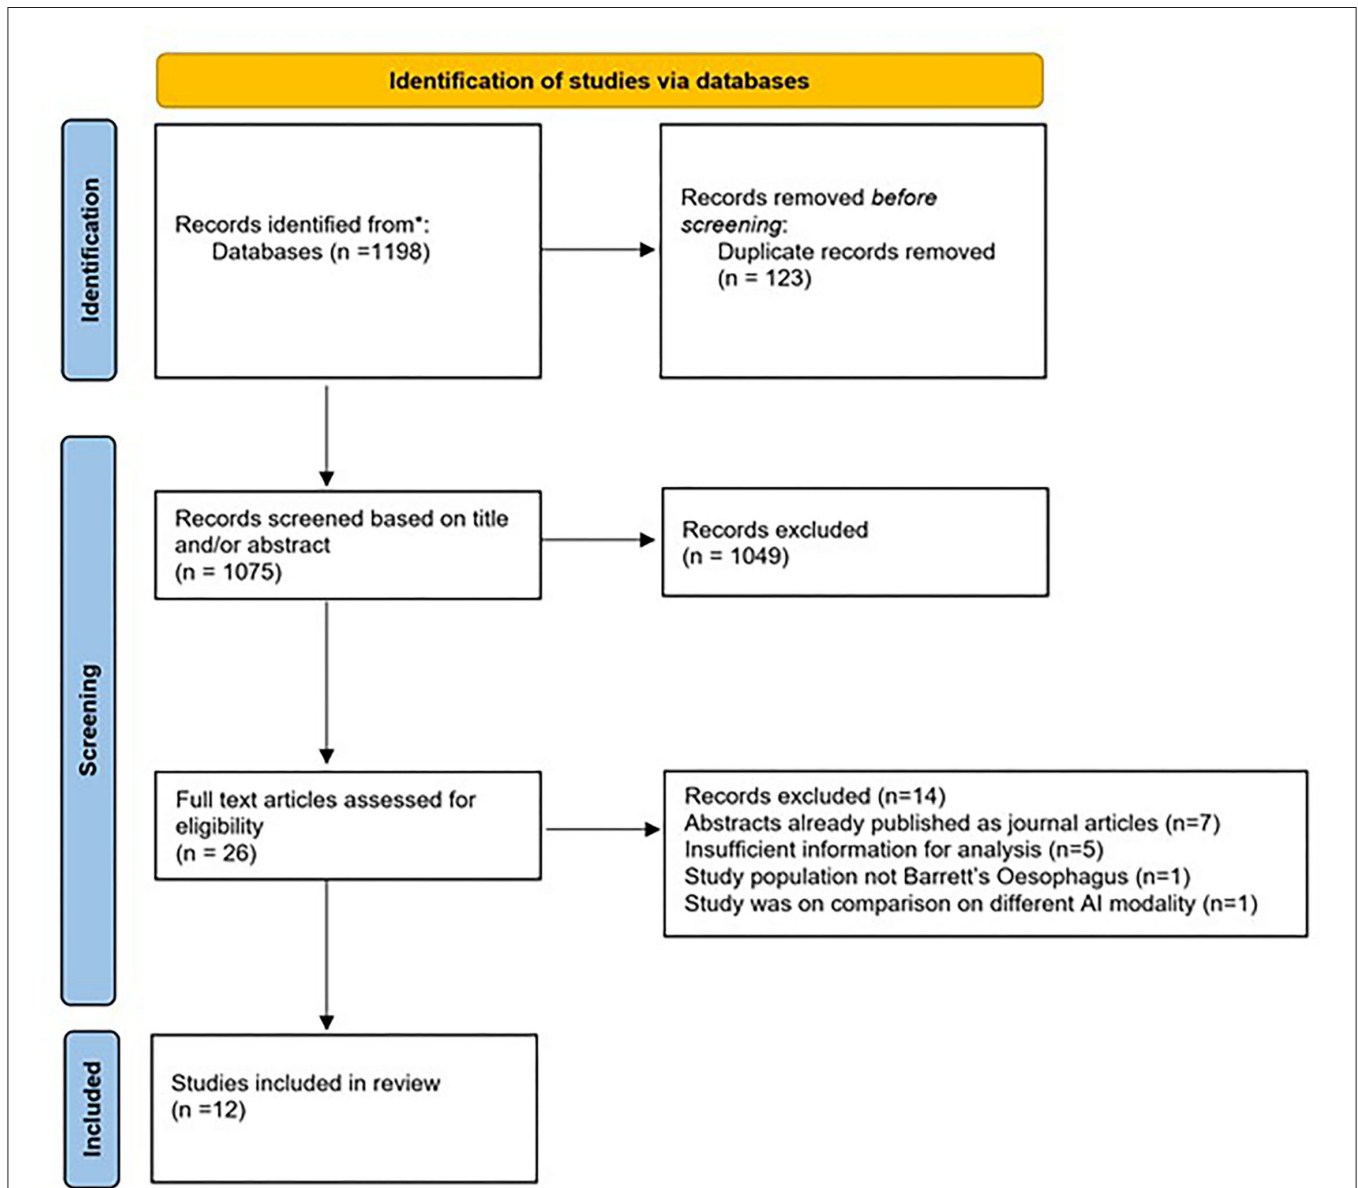 Identification of studies via databases
Identification
Records identified from*:
Databases (n =1198)
Records removed before
screening:
Duplicate records removed
(n = 123)
Screening
Records screened based on title
and/or abstract
(n = 1075)
Records excluded
(n = 1049)
Full text articles assessed for
eligibility
(n = 26)
Records excluded (n=14)
Abstracts already published as journal articles (n=7)
Insufficient information for analysis (n=5)
Study population not Barrett's Oesophagus (n=1)
Study was on comparison on different AI modality (n=1)
Included
Studies included in review
(n =12)